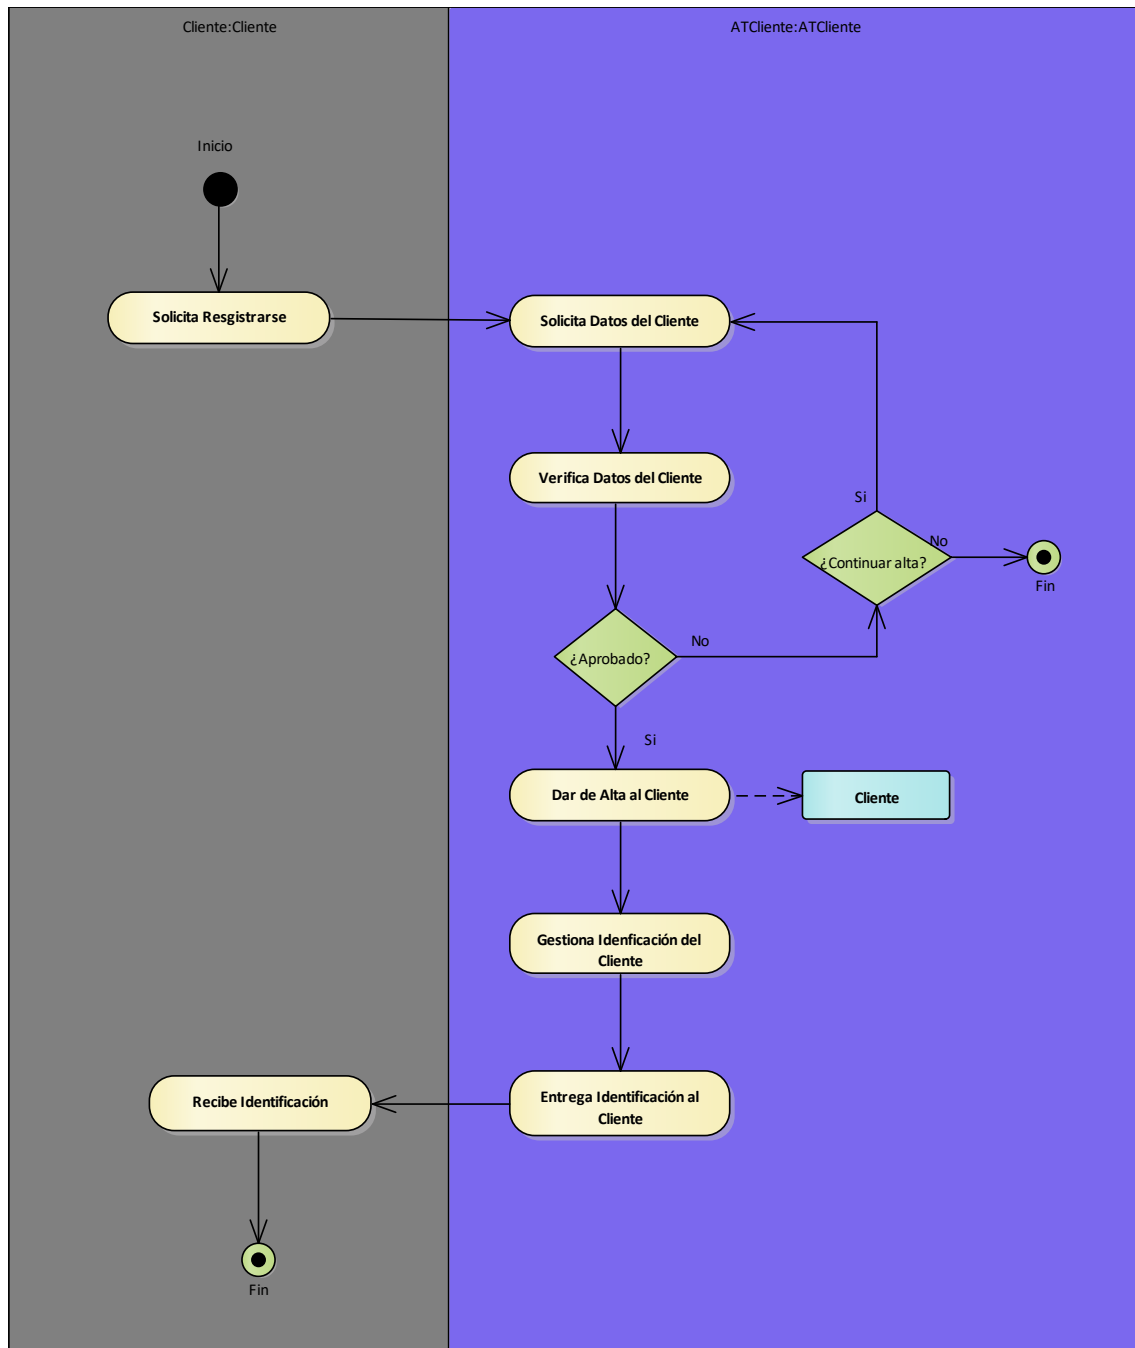 Cliente:Cliente
ATCliente:ATCliente
Inicio
Solicita Resgistrarse
Solicita Datos del Cliente
Verifica Datos del Cliente
Si
No
¿Continuar alta?
Fin
No
¿Aprobado?
Si
Dar de Alta al Cliente
Cliente
Gestiona Idenficación del
Cliente
Recibe Identificación
Entrega Identificación al
Cliente
Fin